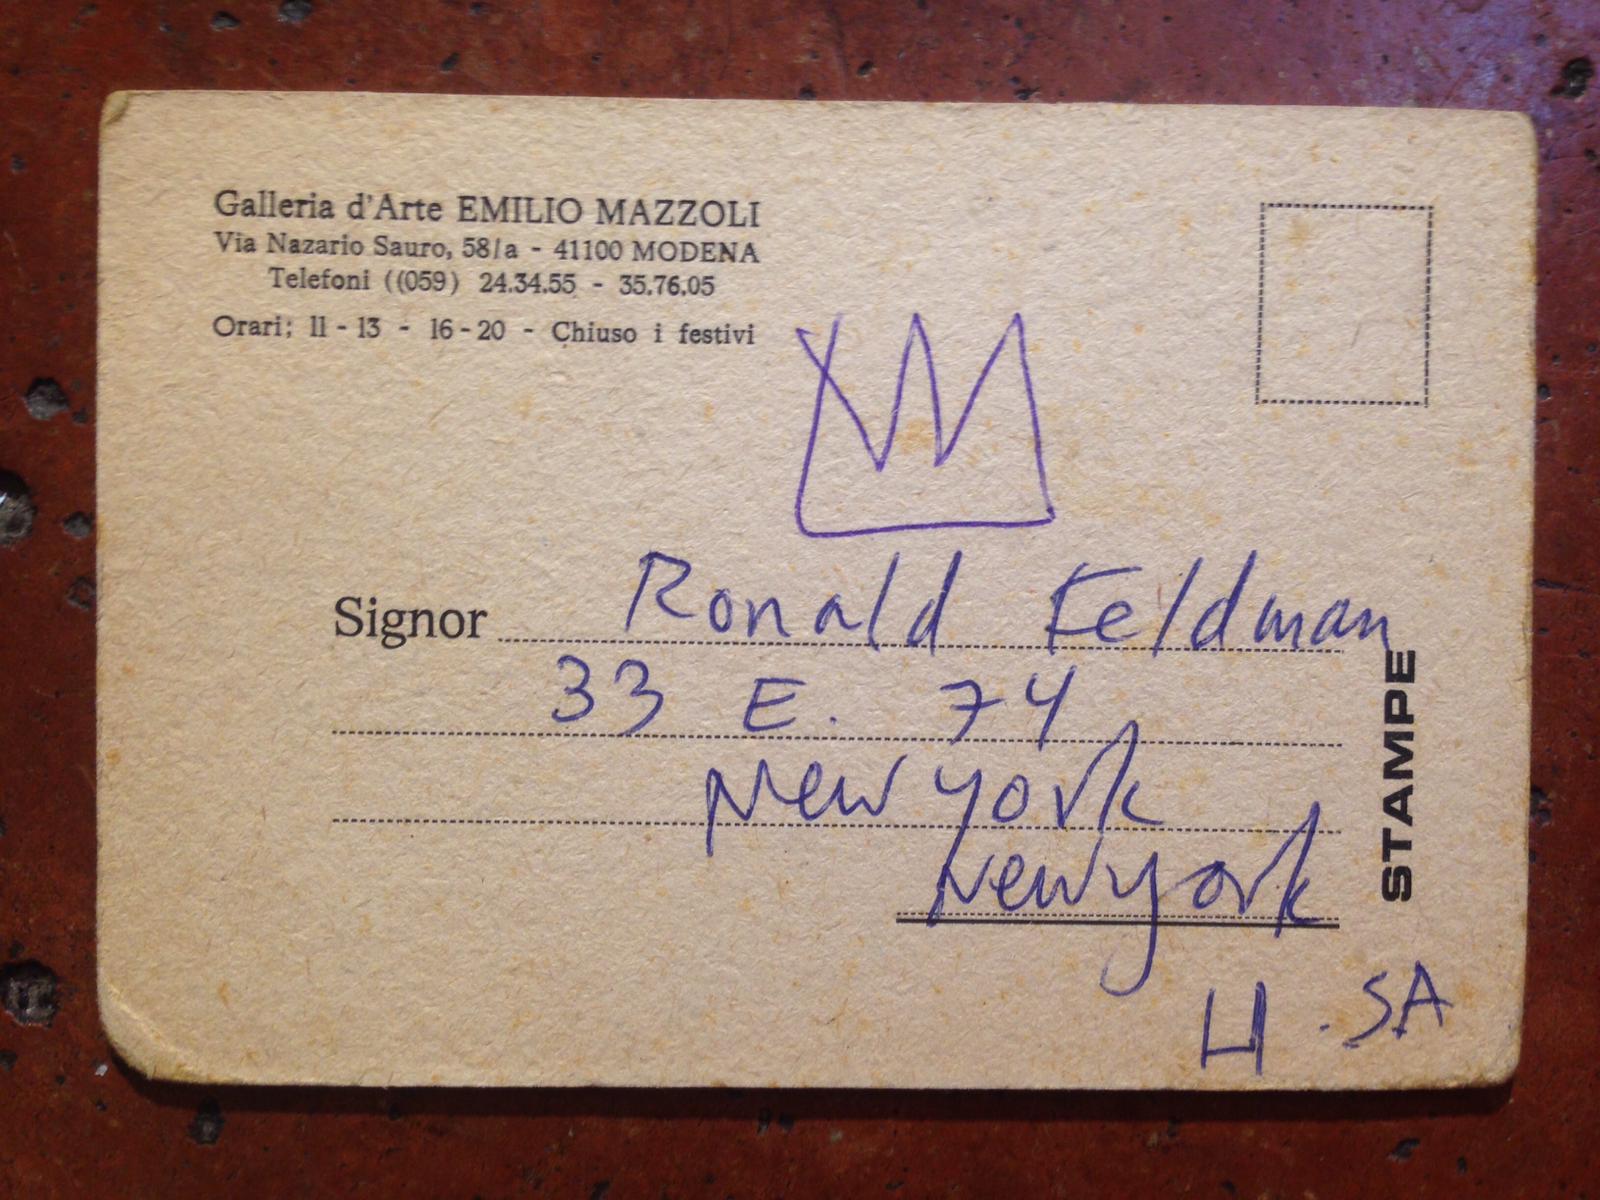 Galleria d'Arte EMILIO MAZZOLI
Via Nazario Sauro, 58/a - 41100 MODENA
Telefoni ((059) 24.34.55 - 35.76.05
Orari; 11 - 13 - 16 - 20 - Chiuso i festivi
Signor Ronald Feldman
33 E. 74
New York
New york
U.SA
STAMPE